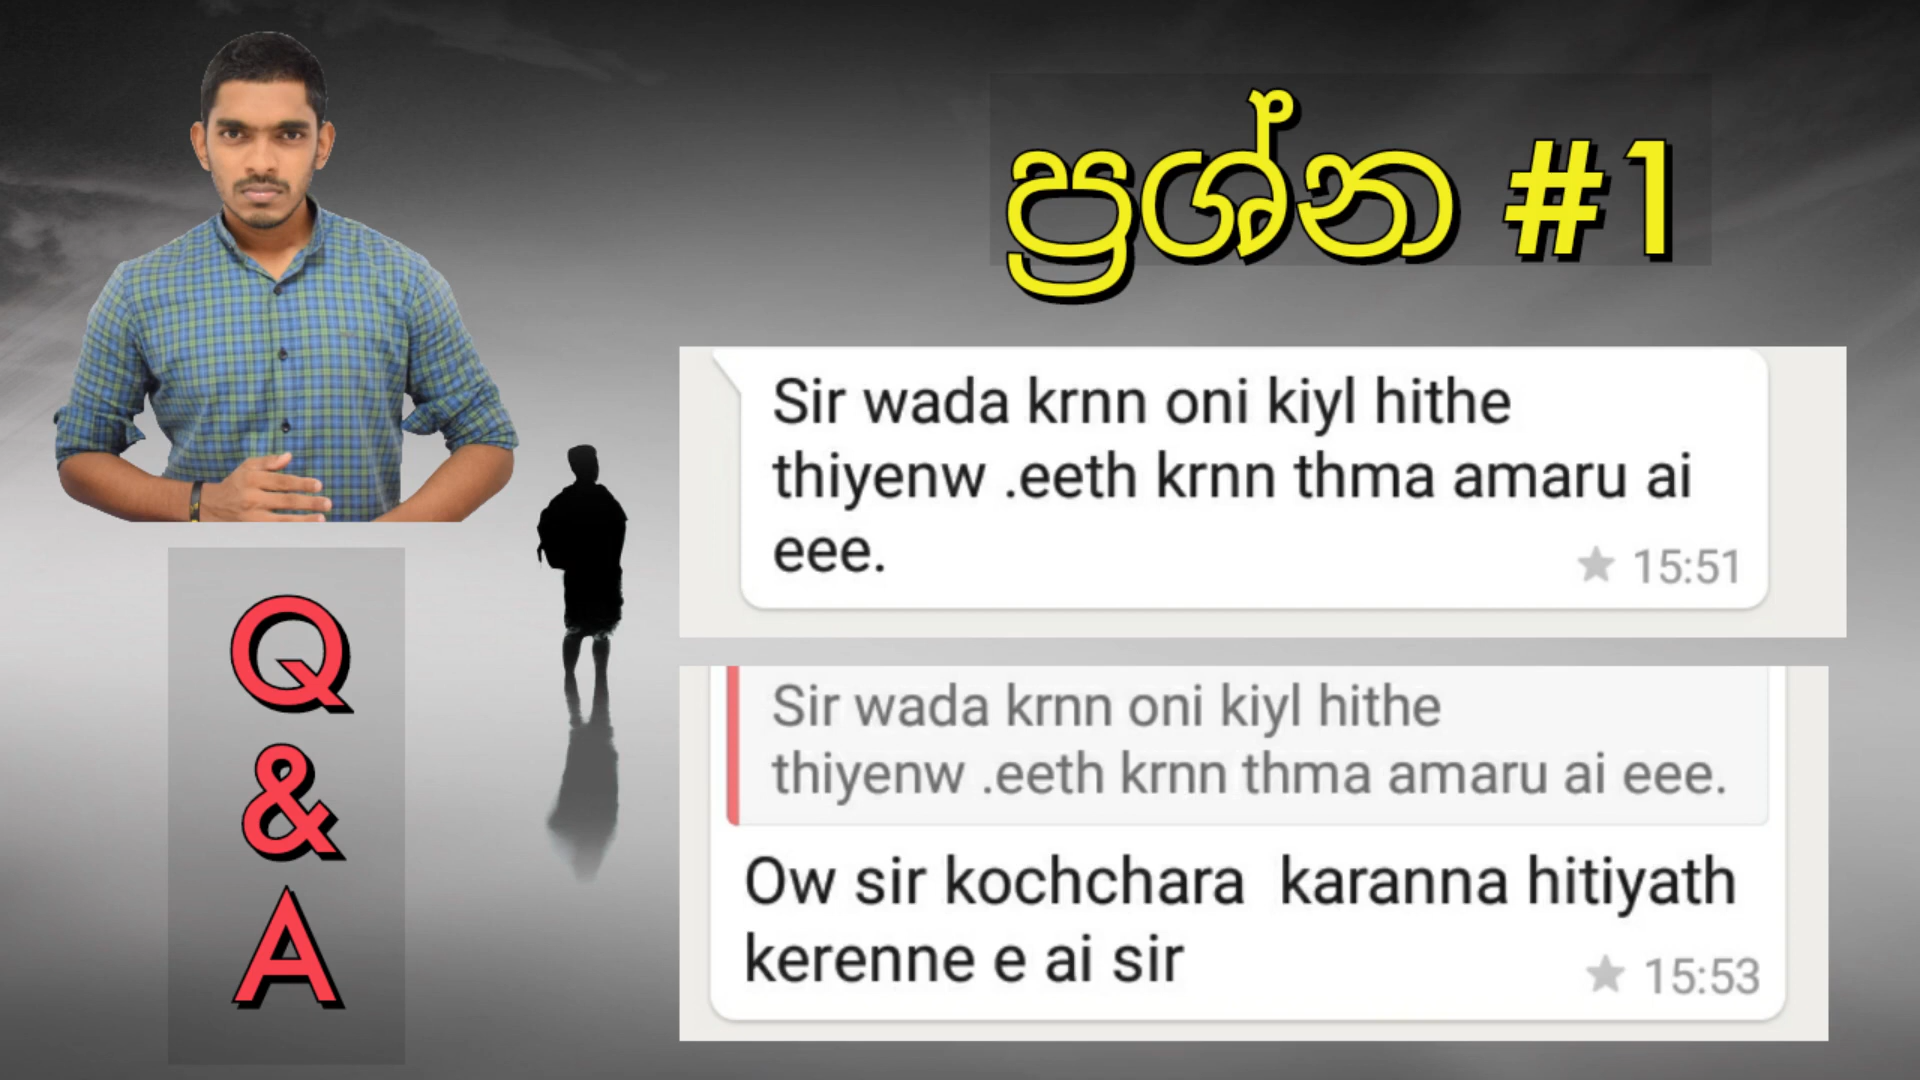 ප්‍රශ්න #1
Sir wada krnn oni kiyl hithe
thiyenw .eeth krnn thma amaru ai
eee.
15:51
Sir wada krnn oni kiyl hithe
thiyenw .eeth krnn thma amaru ai eee.
Ow sir kochchara  karanna hitiyath
kerenne e ai sir
15:53
Q
&
A